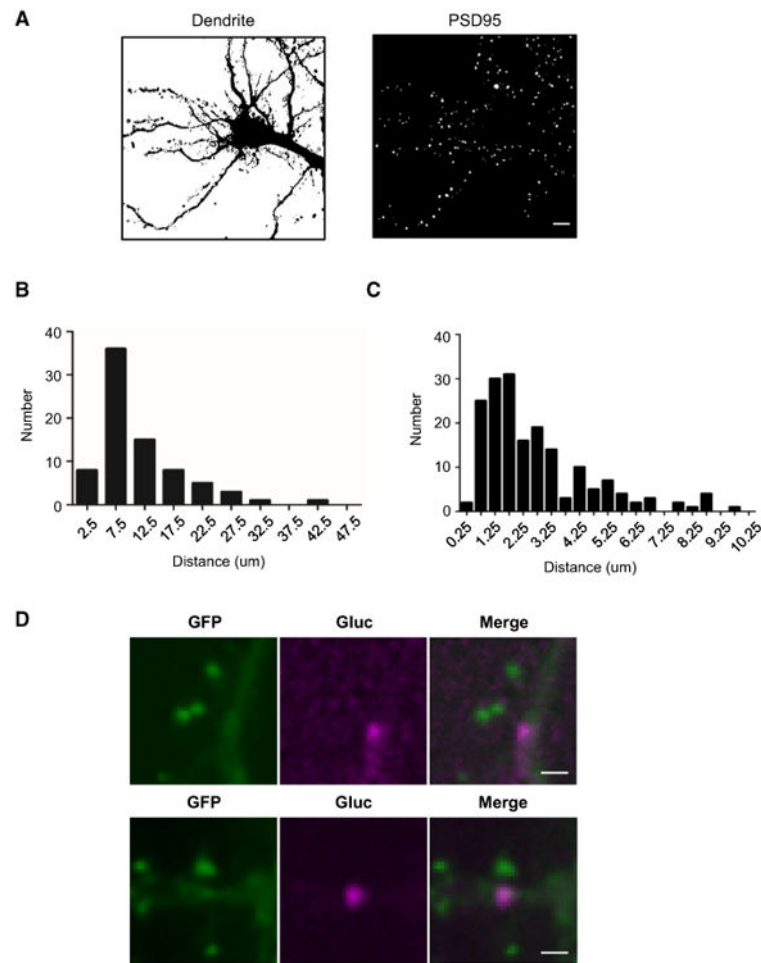 A
Dendrite
PSD95
B
40
30
20
10
0
Number
2.5
7.5
12.5
17.5
22.5
27.5
32.5
37.5
42.5
47.5
Distance (um)
C
40
30
20
10
0
Number
0.25
1.25
2.25
3.25
4.25
5.25
6.25
7.25
8.25
9.25
10.25
Distance (um)
D
GFP
Gluc
Merge
GFP
Gluc
Merge